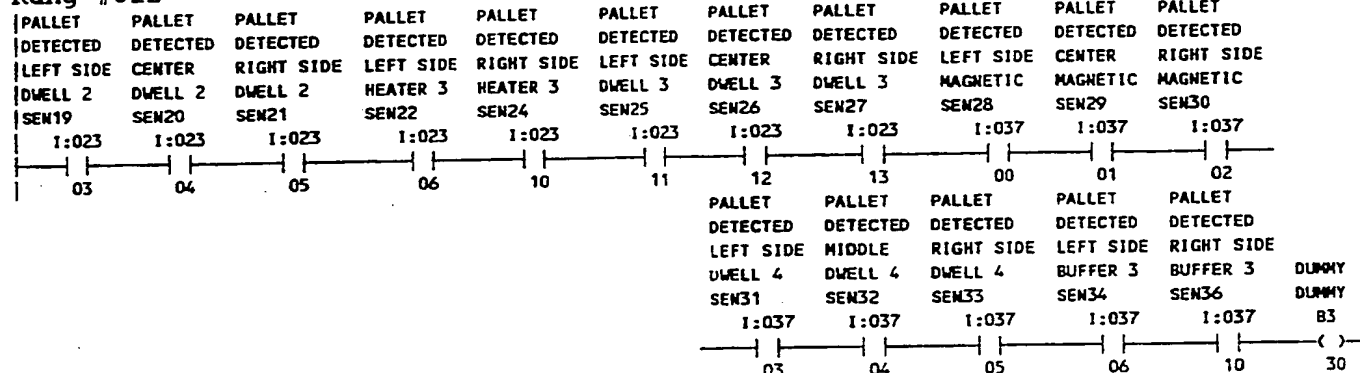 PALLET PALLET PALLET PALLET PALLET PALLET PALLET PALLET PALLET PALLET PALLET
DETECTED DETECTED DETECTED DETECTED DETECTED DETECTED DETECTED DETECTED DETECTED DETECTED DETECTED
LEFT SIDE CENTER RIGHT SIDE LEFT SIDE RIGHT SIDE LEFT SIDE CENTER RIGHT SIDE LEFT SIDE CENTER RIGHT SIDE
DWELL 2 DWELL 2 DWELL 2 HEATER 3 HEATER 3 DWELL 3 DWELL 3 DWELL 3 MAGNETIC MAGNETIC MAGNETIC
SEN19 SEN20 SEN21 SEN22 SEN24 SEN25 SEN26 SEN27 SEN28 SEN29 SEN30
I:023 I:023 I:023 I:023 I:023 I:023 I:023 I:023 I:037 I:037 I:037
03 04 05 06 10 11 12 13 00 01 02
PALLET PALLET PALLET PALLET PALLET
DETECTED DETECTED DETECTED DETECTED DETECTED
LEFT SIDE MIDDLE RIGHT SIDE LEFT SIDE RIGHT SIDE
DWELL 4 DWELL 4 DWELL 4 BUFFER 3 BUFFER 3 DUMMY
SEN31 SEN32 SEN33 SEN34 SEN36 DUMMY
I:037 I:037 I:037 I:037 I:037 B3
03 04 05 06 10 30